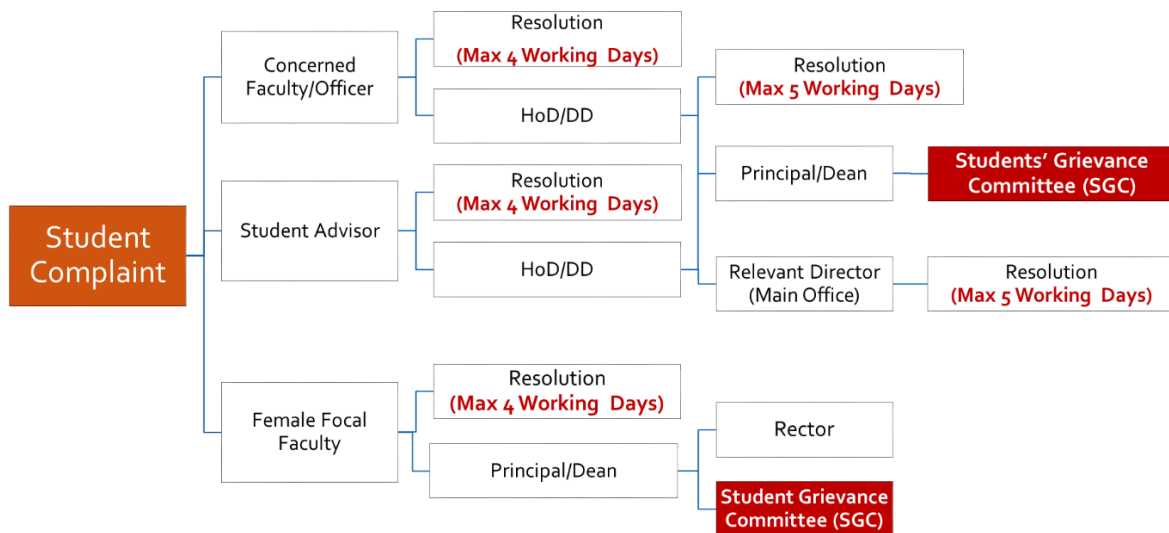 Student
Complaint
Concerned
Faculty/Officer
Resolution
(Max 4 Working Days)
HoD/DD
Student Advisor
Resolution
(Max 4 Working Days)
HoD/DD
Resolution
(Max 5 Working Days)
Principal/Dean
Students' Grievance
Committee (SGC)
Relevant Director
(Main Office)
Resolution
(Max 5 Working Days)
Female Focal
Faculty
Resolution
(Max 4 Working Days)
Principal/Dean
Rector
Student Grievance
Committee (SGC)